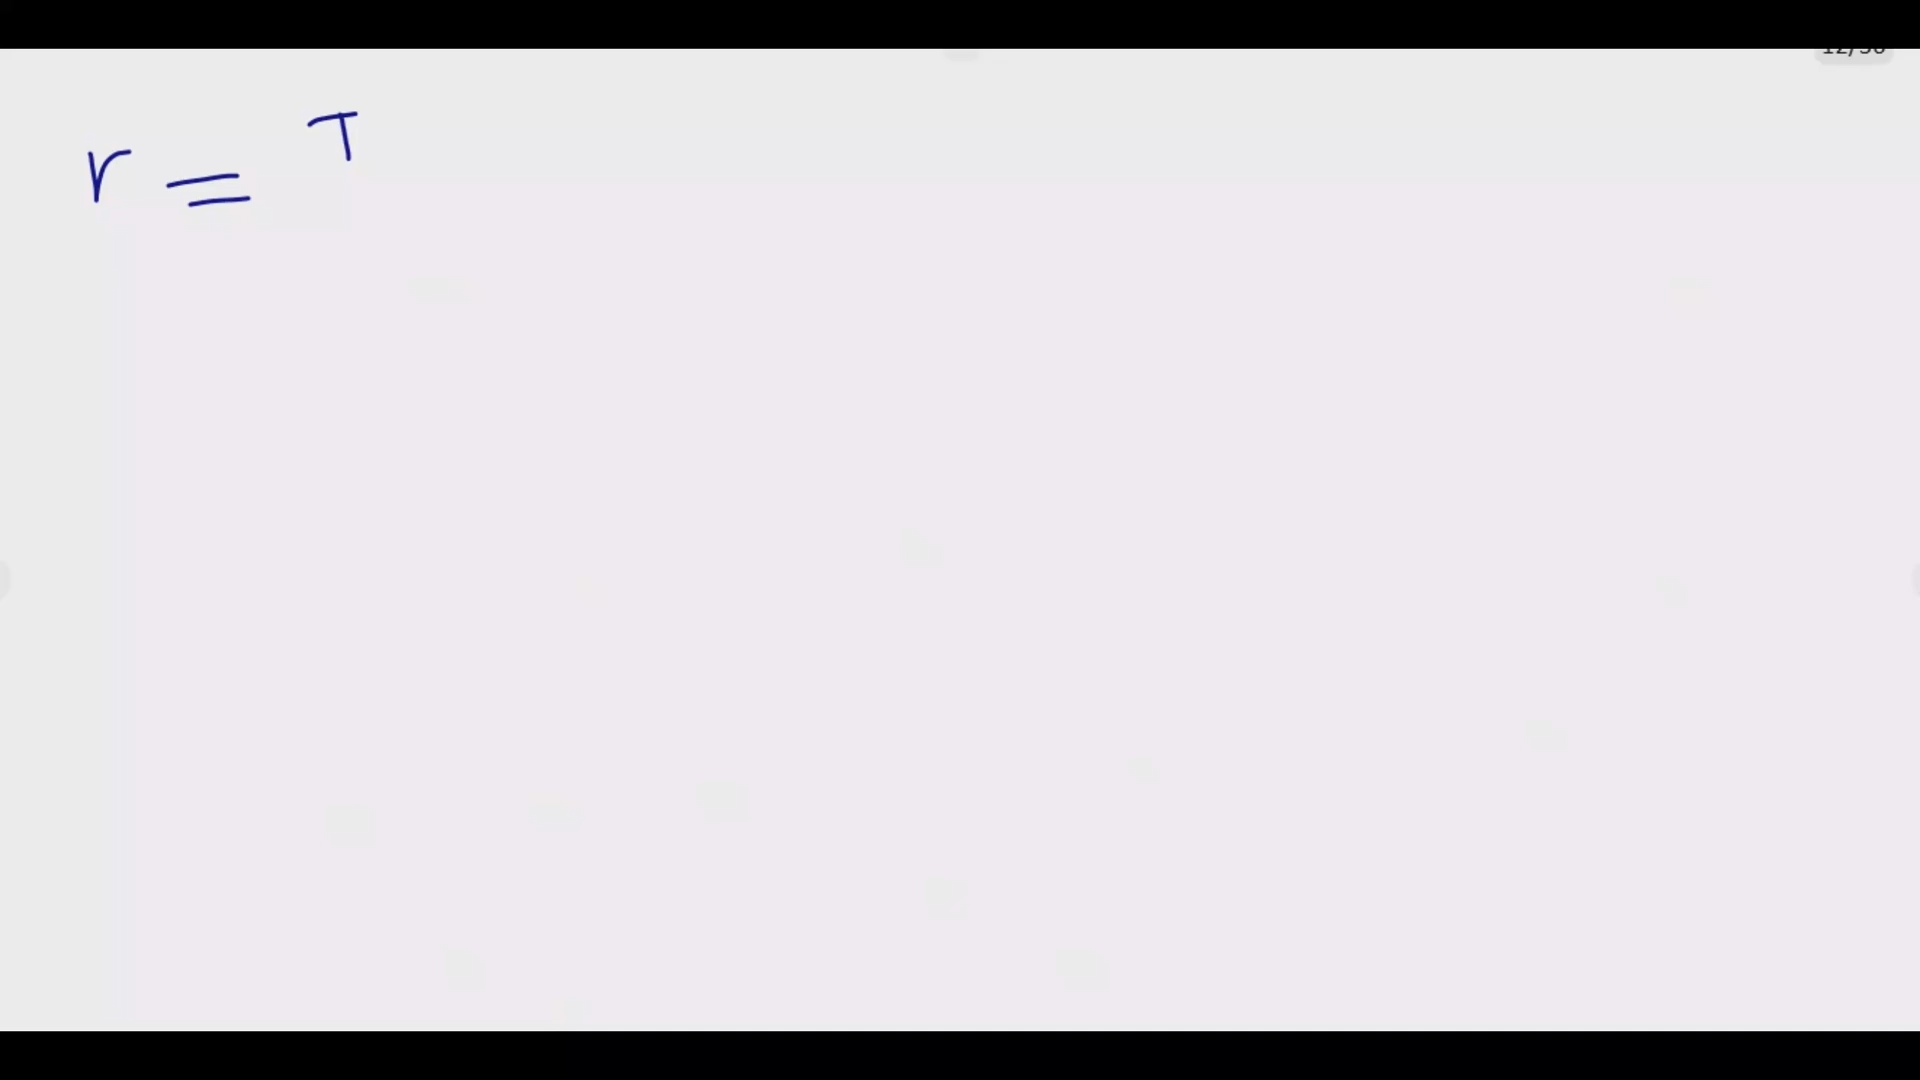 r = T